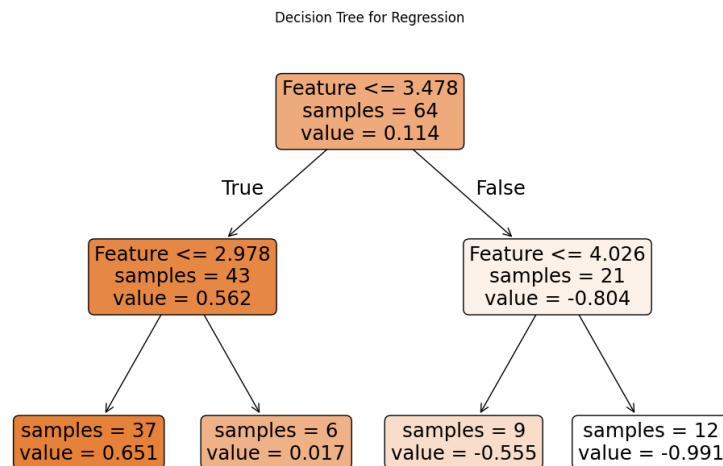 Decision Tree for Regression
Feature <= 3.478
samples = 64
value = 0.114
True
False
Feature <= 2.978
samples = 43
value = 0.562
Feature <= 4.026
samples = 21
value = -0.804
samples = 37
value = 0.651
samples = 6
value = 0.017
samples = 9
value = -0.555
samples = 12
value = -0.991